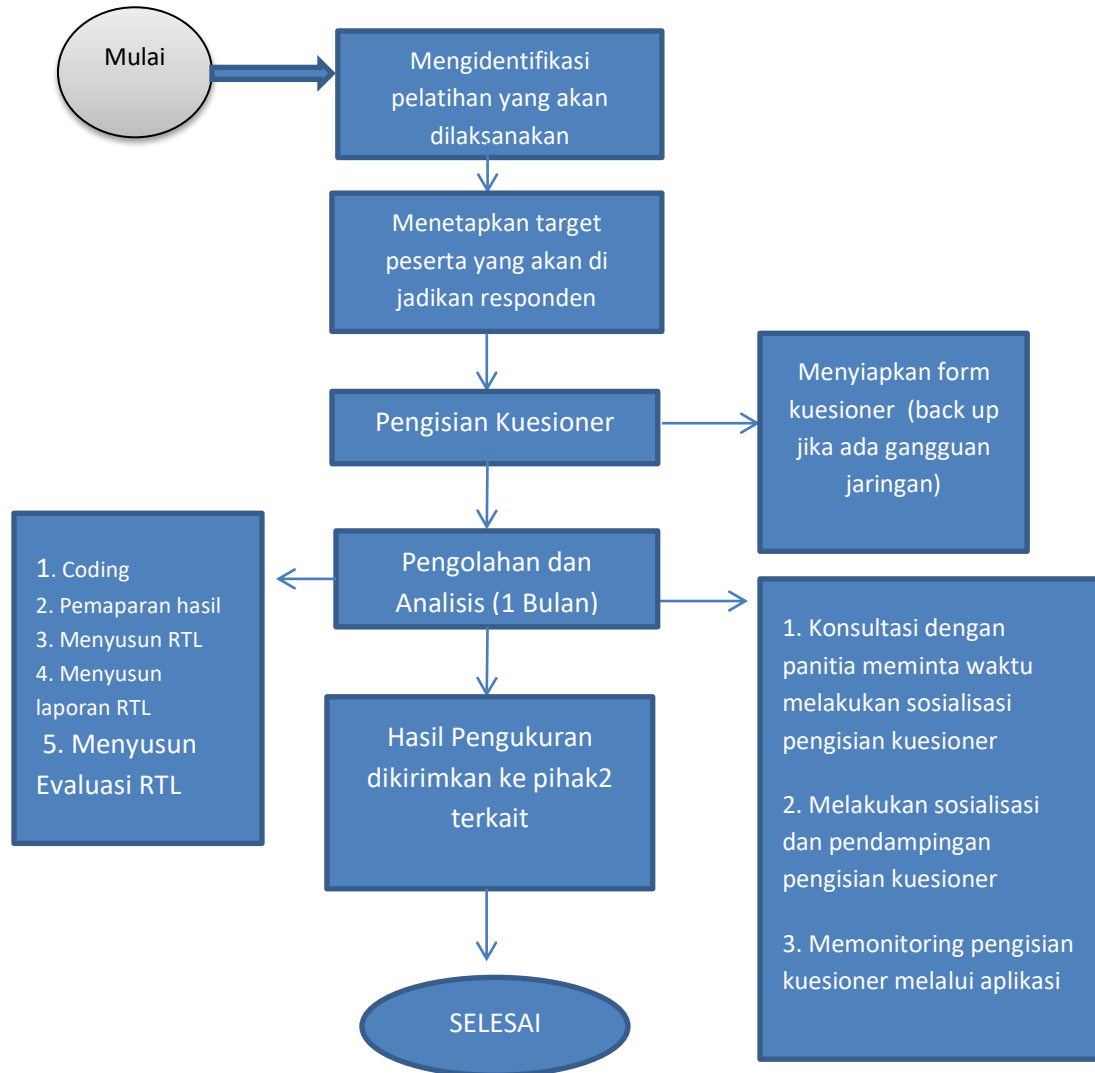 Mulai
Mengidentifikasi
pelatihan yang akan
dilaksanakan
Menetapkan target
peserta yang akan di
jadikan responden
Pengisian Kuesioner
Menyiapkan form
kuesioner (back up
jika ada gangguan
jaringan)
Pengolahan dan
Analisis (1 Bulan)
1. Coding
2. Pemaparan hasil
3. Menyusun RTL
4. Menyusun
laporan RTL
5. Menyusun
Evaluasi RTL
1. Konsultasi dengan
panitia meminta waktu
melakukan sosialisasi
pengisian kuesioner
2. Melakukan sosialisasi
dan pendampingan
pengisian kuesioner
3. Memonitoring pengisian
kuesioner melalui aplikasi
Hasil Pengukuran
dikirimkan ke pihak2
terkait
SELESAI